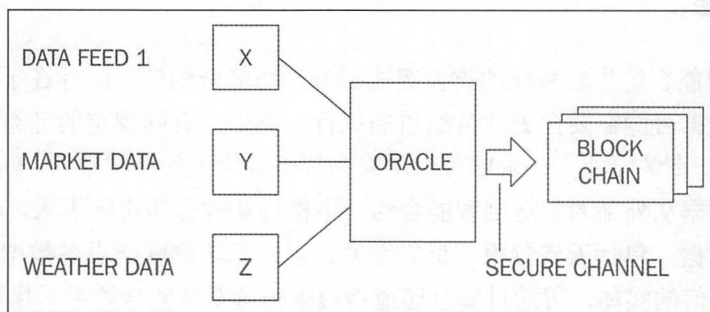 DATA FEED 1
X
MARKET DATA
Y
ORACLE
BLOCK
CHAIN
WEATHER DATA
Z
SECURE CHANNEL